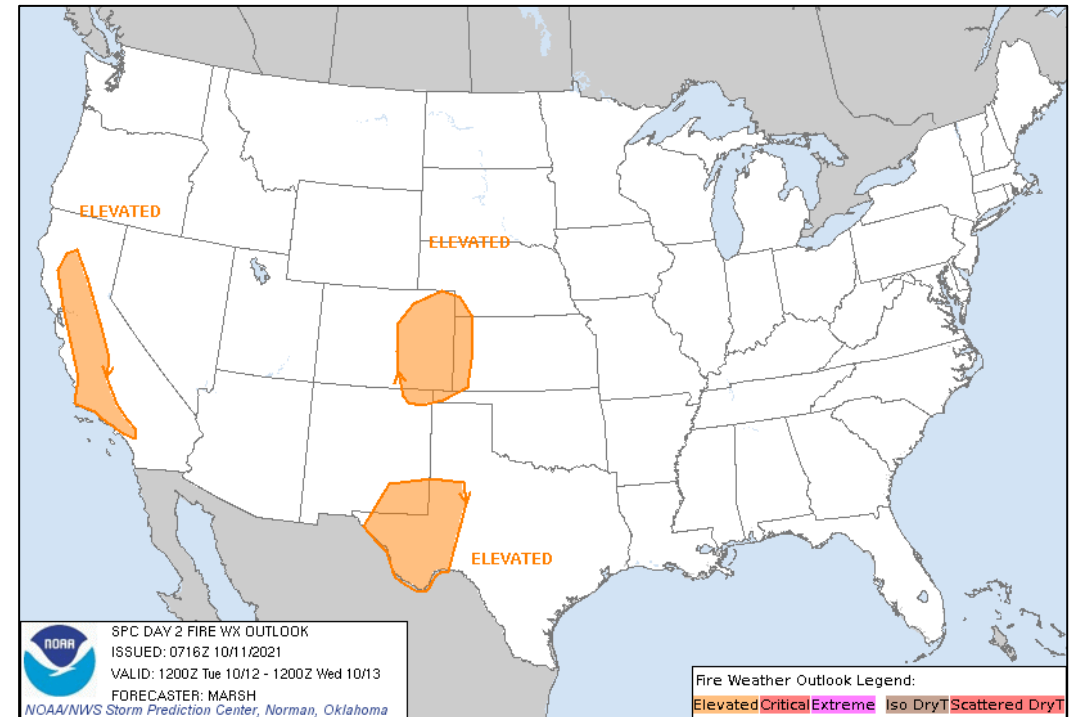 ELEVATED
ELEVATED
ELEVATED
NOAA
SPC DAY 2 FIRE WX OUTLOOK
ISSUED: 0716Z 10/11/2021
VALID: 1200Z Tue 10/12 - 1200Z Wed 10/13
FORECASTER: MARSH
NOAA/NWS Storm Prediction Center, Norman, Oklahoma
Fire Weather Outlook Legend:
Elevated Critical Extreme Iso DryT Scattered DryT